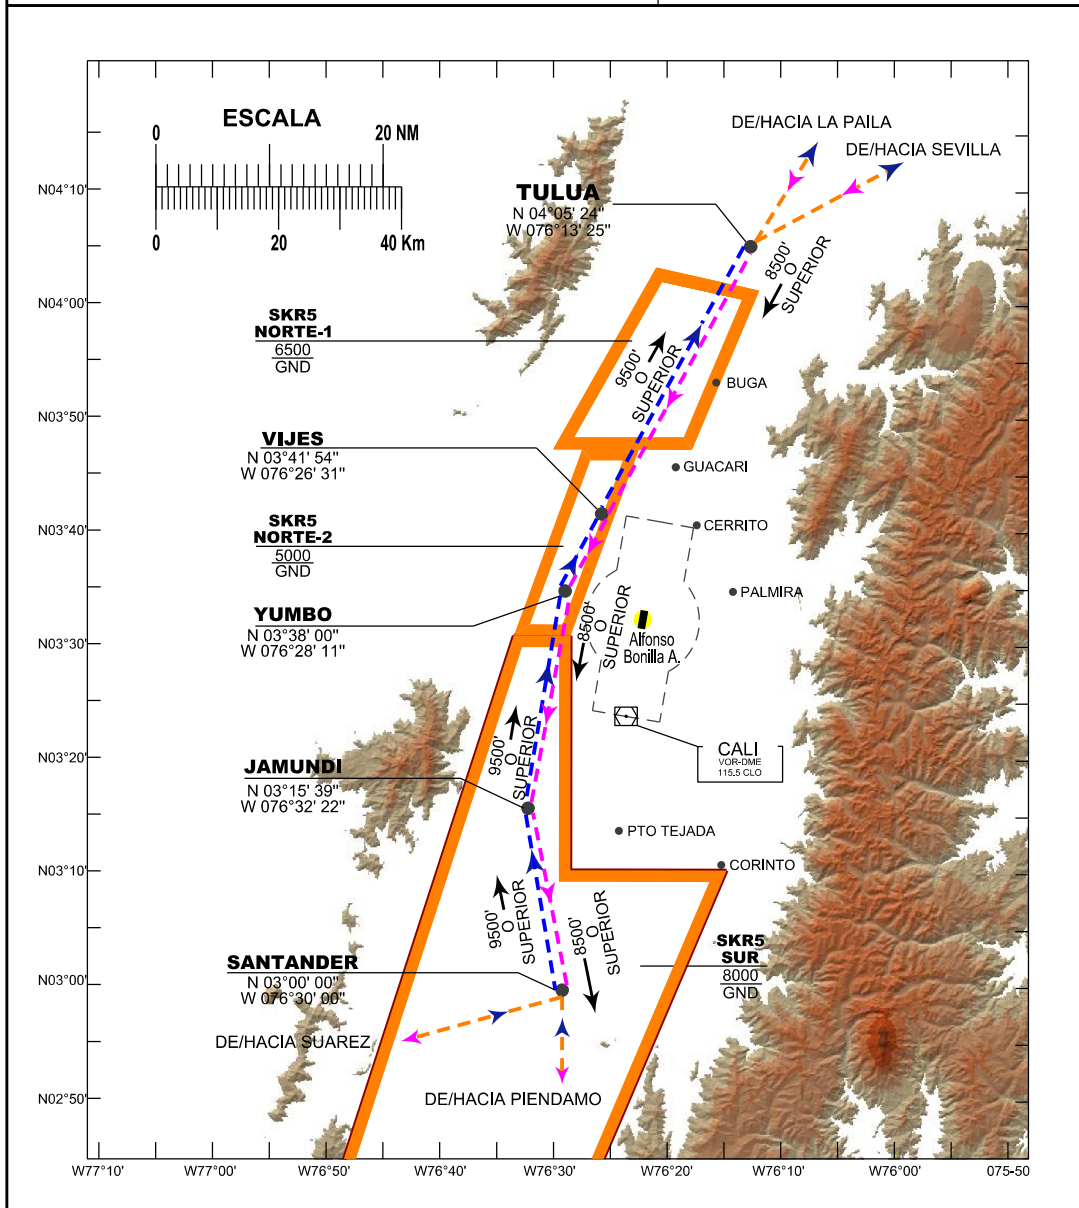 ESCALA
0
20 NM
0
20
40 Km
DE/HACIA LA PAILA
DE/HACIA SEVILLA
TULUA
N 04°05' 24"
W 076°13' 25"
8500'
O
SUPERIOR
N04°10'
N04°00'
N03°50'
N03°40'
N03°30'
N03°20'
N03°10'
N03°00'
N02°50'
SKR5
NORTE-1
6500
GND
9500'
O
SUPERIOR
BUGA
VIJES
N 03°41' 54"
W 076°26' 31"
GUACARI
SKR5
NORTE-2
5000
GND
CERRITO
YUMBO
N 03°38' 00"
W 076°28' 11"
PALMIRA
8500'
O
SUPERIOR
Alfonso
Bonilla A.
CALI
VOR-DME
115.5 CLO
9500'
O
SUPERIOR
JAMUNDI
N 03°15' 39"
W 076°32' 22"
PTO TEJADA
CORINTO
9500'
O
SUPERIOR
8500'
O
SUPERIOR
SKR5
SUR
8000
GND
SANTANDER
N 03°00' 00"
W 076°30' 00"
DE/HACIA SUAREZ
DE/HACIA PIENDAMO
W77°10'
W77°00'
W76°50'
W76°40'
W76°30'
W76°20'
W76°10'
W76°00'
075-50